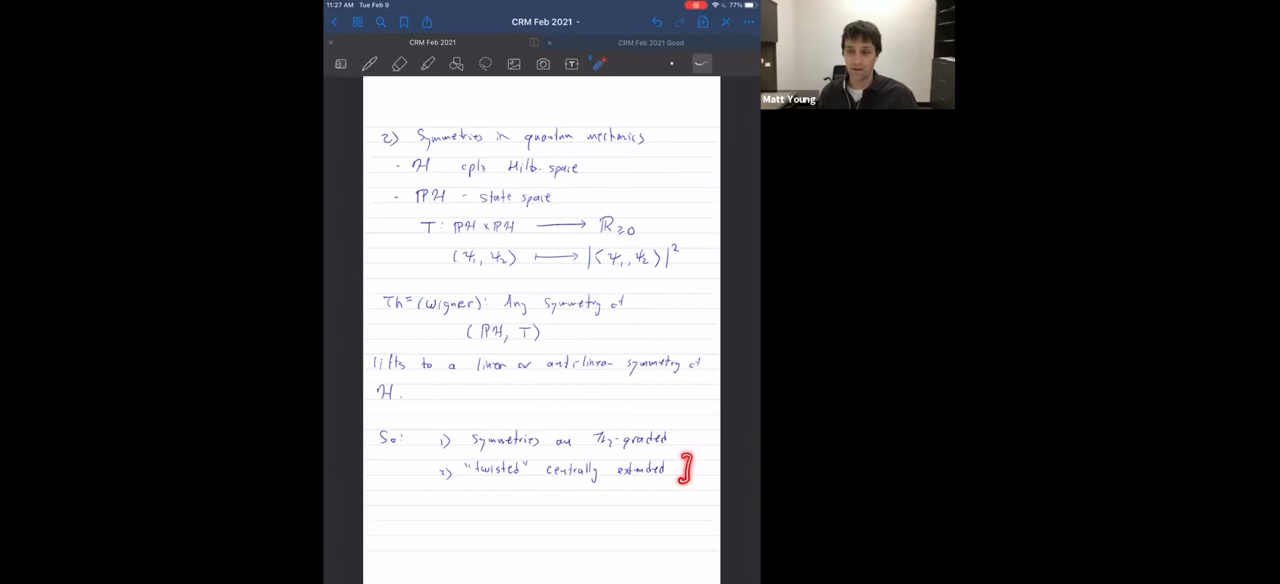 11:27 AM Tue Feb 9
77%
CRM Feb 2021
CRM Feb 2021
CRM Feb 2021 Good
Matt Young
2) Symmetries in quantum mechanics
- ℋ cplx Hilb. space
- ℙℋ - state space
T: ℙℋ × ℙℋ ⟶ ℝ≥0
(ψ₁, ψ₂) ⟼ |⟨ψ₁, ψ₂⟩|²
Thᵐ (Wigner): Any symmetry of
(ℙℋ, T)
lifts to a linear or anti-linear symmetry of
ℋ.
So: 1) Symmetries are ℤ₂-graded
2) "twisted" centrally extended